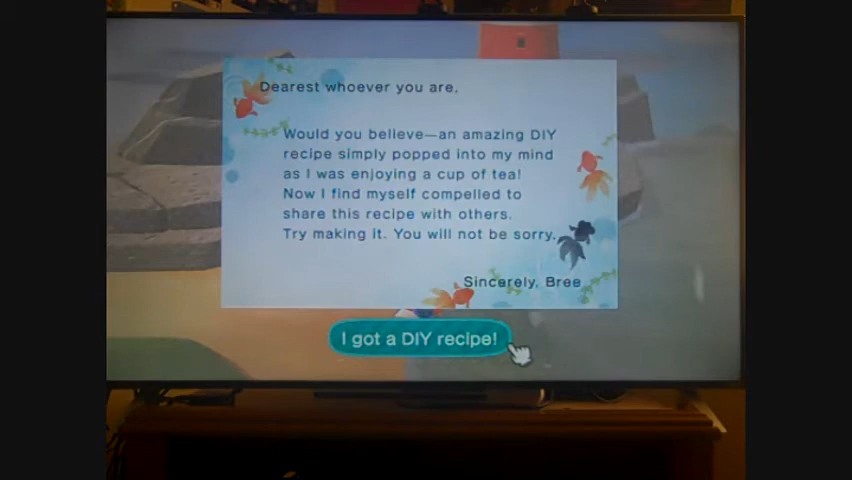 Dearest whoever you are,
Would you believe—an amazing DIY
recipe simply popped into my mind
as I was enjoying a cup of tea!
Now I find myself compelled to
share this recipe with others.
Try making it. You will not be sorry.
Sincerely, Bree
I got a DIY recipe!